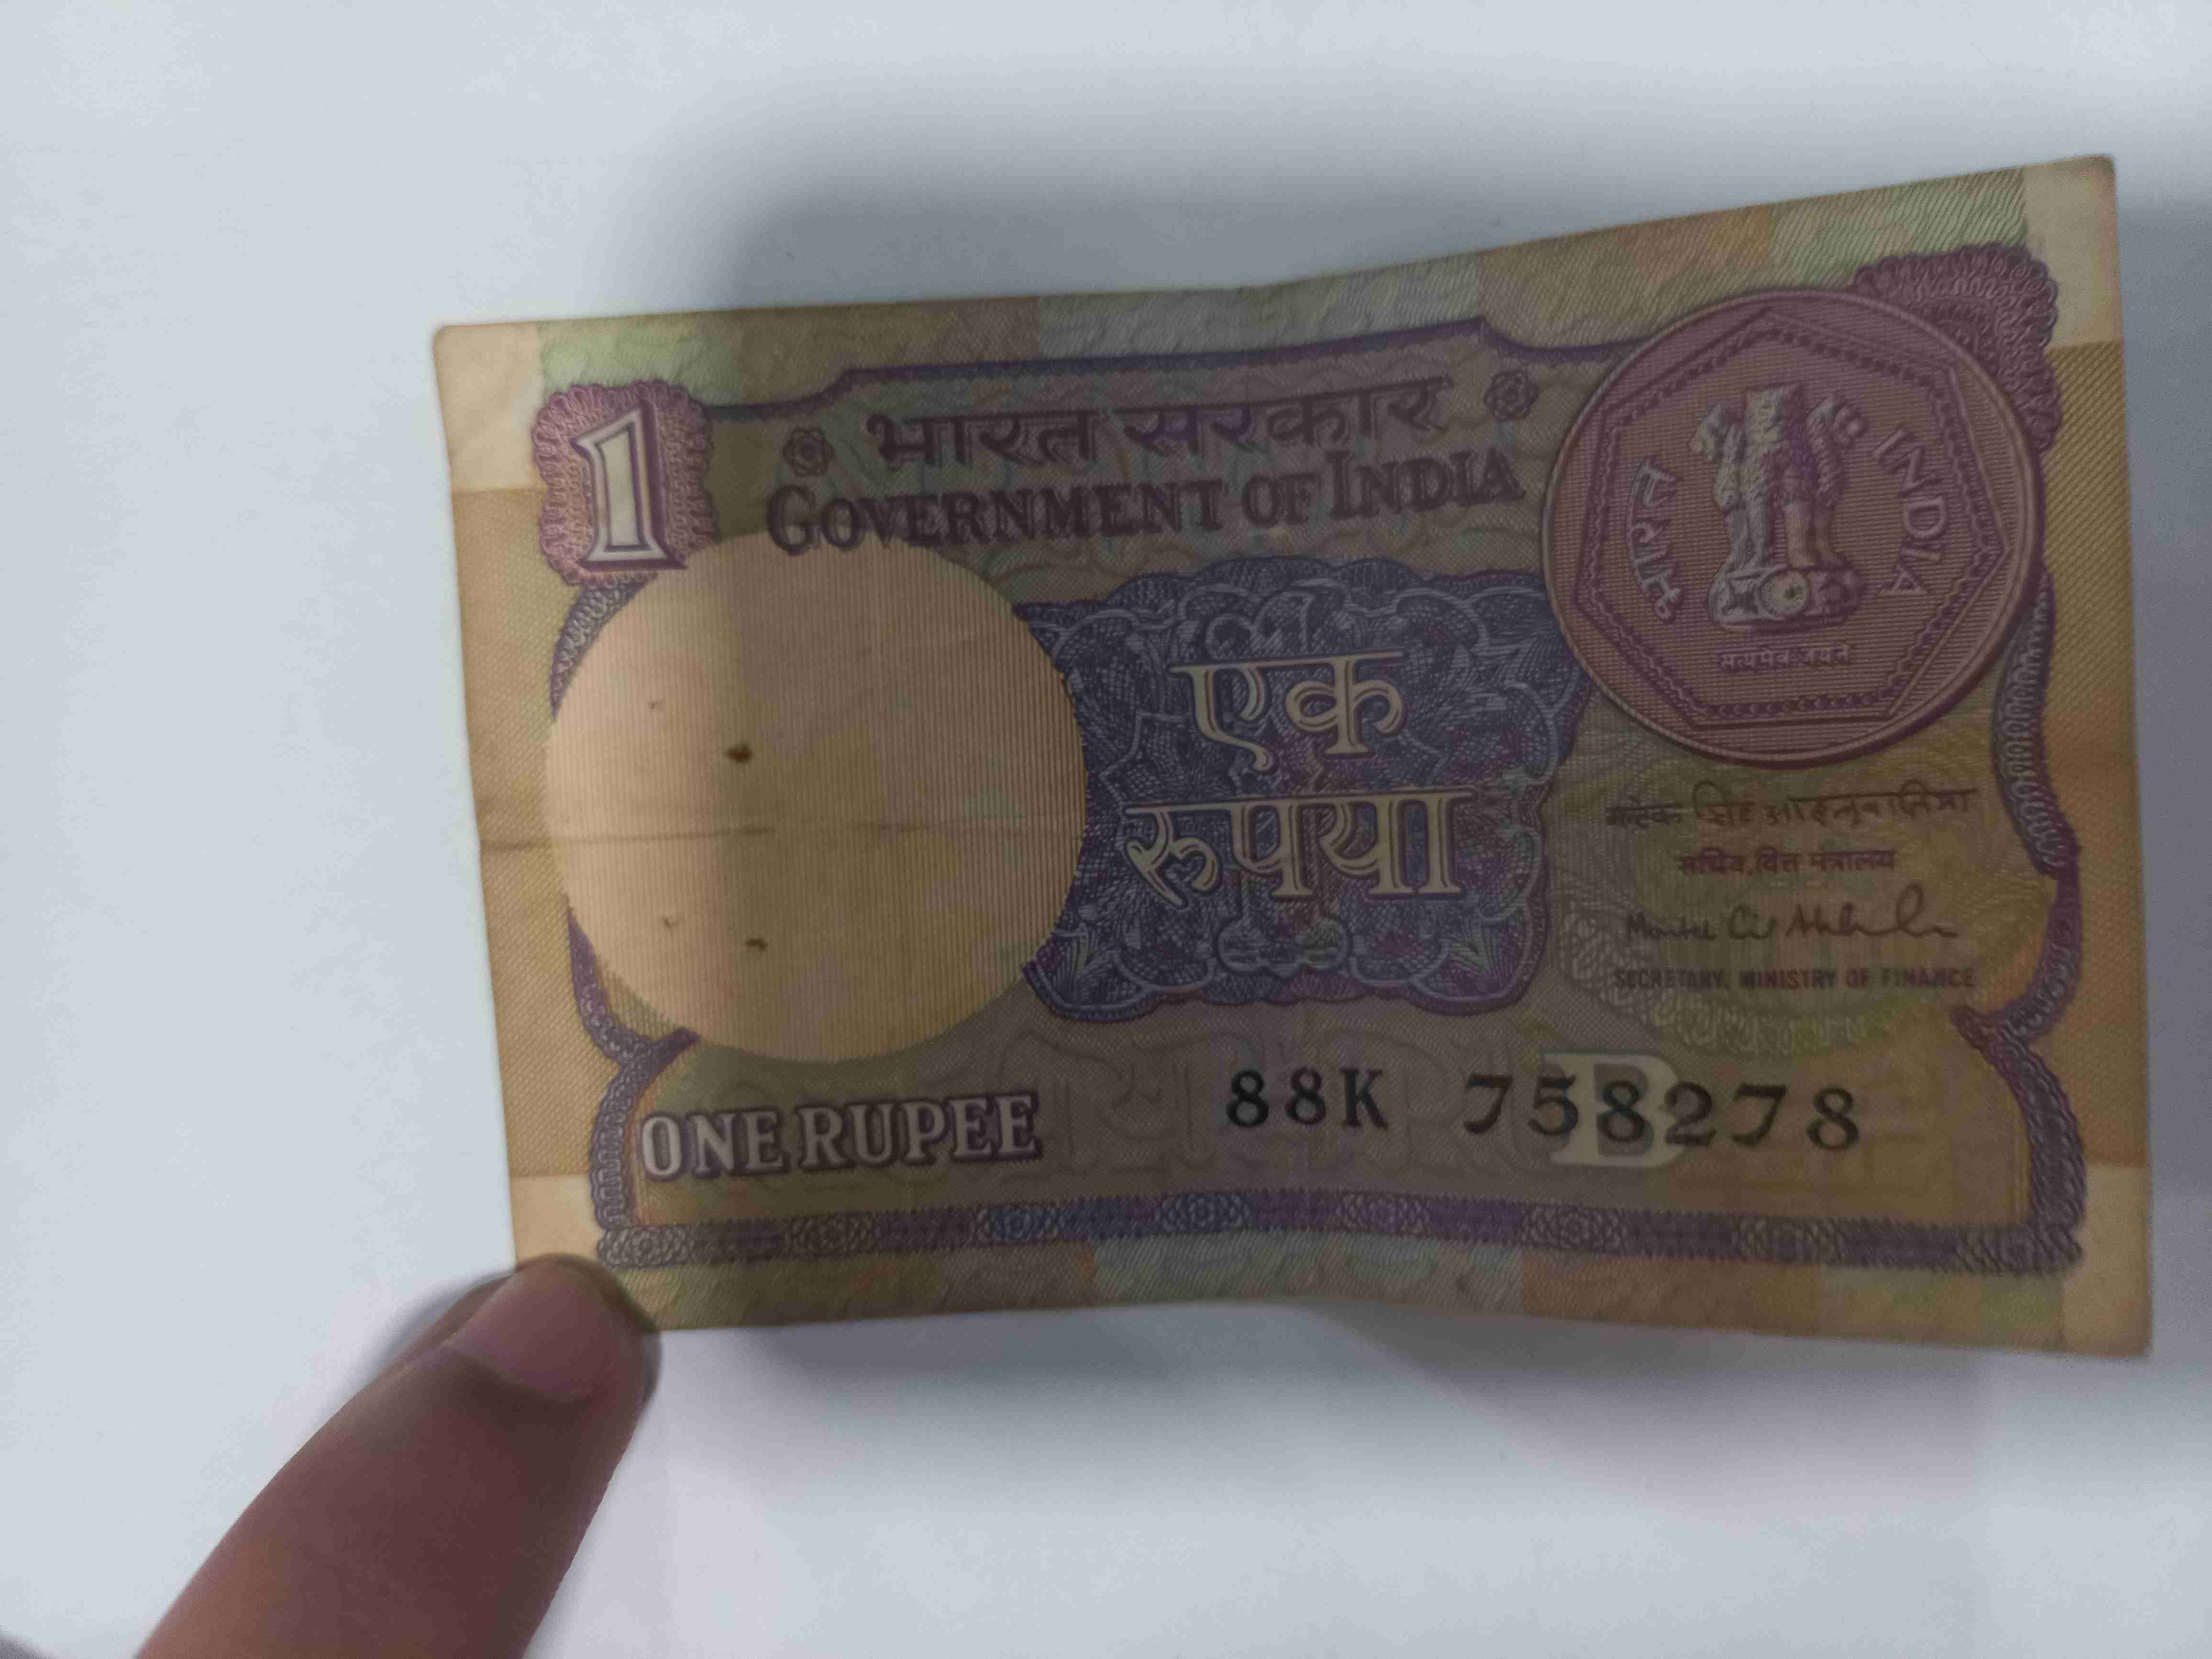 1
भारत सरकार
GOVERNMENT OF INDIA
भारत
INDIA
सत्यमेव जयते
एक
रुपया
सचिव, वित्त मंत्रालय
SECRETARY, MINISTRY OF FINANCE
ONE RUPEE
88K 758278
B